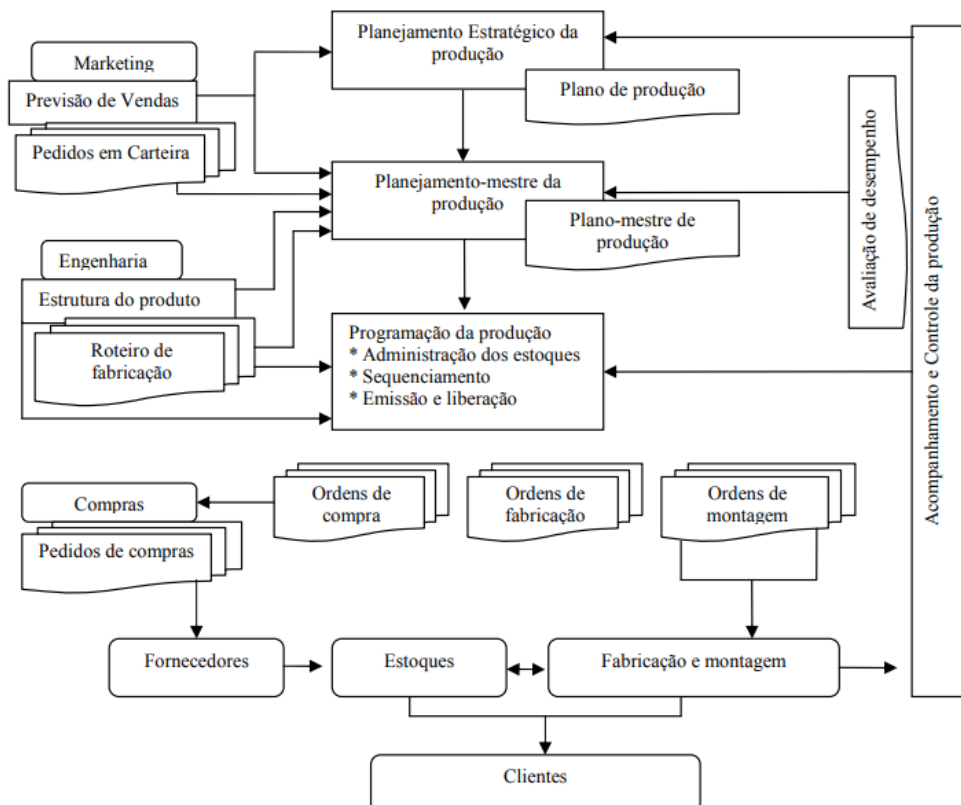 Planejamento Estratégico da
produção
Plano de produção
Marketing
Previsão de Vendas
Pedidos em Carteira
Planejamento-mestre da
produção
Plano-mestre de
produção
Avaliação de desempenho
Acompanhamento e Controle da produção
Engenharia
Estrutura do produto
Roteiro de
fabricação
Programação da produção
* Administração dos estoques
* Sequenciamento
* Emissão e liberação
Compras
Pedidos de compras
Ordens de
compra
Ordens de
fabricação
Ordens de
montagem
Fornecedores
Estoques
Fabricação e montagem
Clientes